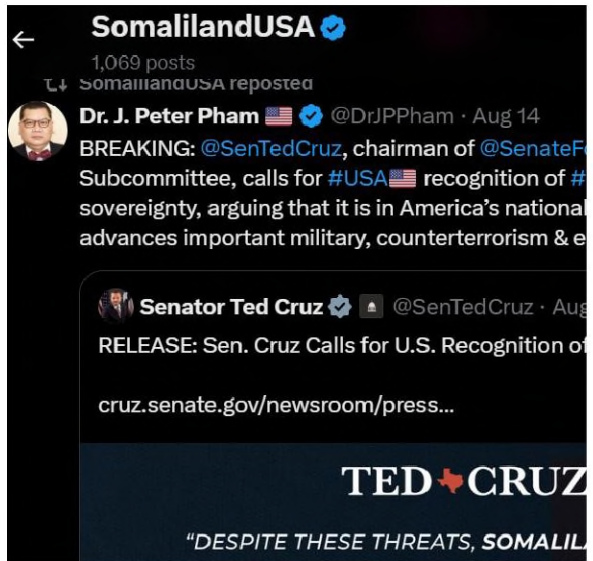 SomalilandUSA
1,069 posts
SomalilandUSA reposted
Dr. J. Peter Pham 🇺🇸 @DrJPPham · Aug 14
BREAKING: @SenTedCruz, chairman of @SenateF
Subcommittee, calls for #USA🇺🇸 recognition of #
sovereignty, arguing that it is in America's national
advances important military, counterterrorism & e
Senator Ted Cruz @SenTedCruz · Aug
RELEASE: Sen. Cruz Calls for U.S. Recognition of
cruz.senate.gov/newsroom/press...
TED CRUZ
"DESPITE THESE THREATS, SOMALIL